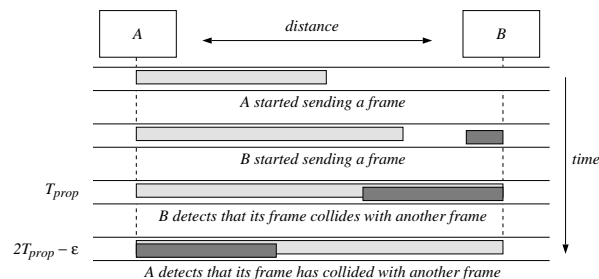 A distance B
A started sending a frame
B started sending a frame
time
T_prop
B detects that its frame collides with another frame
2T_prop − ε
A detects that its frame has collided with another frame